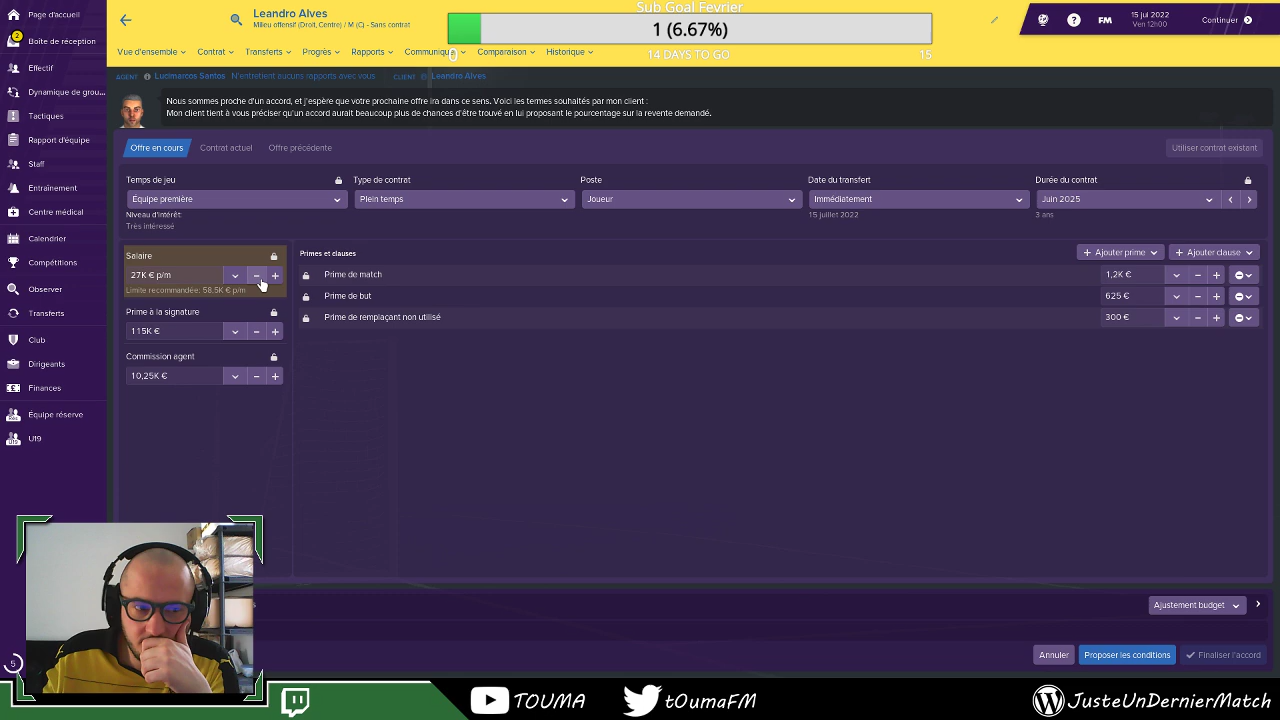 Sub Goal Fevrier
1 (6.67%)
0
14 DAYS TO GO
15
Leandro Alves
Milieu offensif (Droit, Centre) / M (C) - Sans contrat
FM
15 jul 2022
Ven 12:00
Continuer
Vue d'ensemble
Contrat
Transferts
Progrès
Rapports
Comparaison
Historique
2
Page d'accueil
Boîte de réception
Effectif
Dynamique de grou...
Tactiques
Rapport d'équipe
Staff
Entraînement
Centre médical
Calendrier
Compétitions
Observer
Transferts
Club
Dirigeants
Finances
Équipe réserve
U19
5
AGENT Lucimarcos Santos N'entretient aucuns rapports avec vous CLIENT Leandro Alves
Nous sommes proche d'un accord, et j'espère que votre prochaine offre ira dans ce sens. Voici les termes souhaités par mon client :
Mon client tient à vous préciser qu'un accord aurait beaucoup plus de chances d'être trouvé en lui proposant le pourcentage sur la revente demandé.
Offre en cours
Contrat actuel
Offre précédente
Utiliser contrat existant
Temps de jeu
Équipe première
Niveau d'intérêt:
Très intéressé
Type de contrat
Plein temps
Poste
Joueur
Date du transfert
Immédiatement
15 juillet 2022
Durée du contrat
Juin 2025
3 ans
Salaire
27K € p/m
Limite recommandée: 58,5K € p/m
Prime à la signature
115K €
Commission agent
10,25K €
Primes et clauses
Ajouter prime
Ajouter clause
Prime de match
1,2K €
Prime de but
625 €
Prime de remplaçant non utilisé
300 €
Ajustement budget
Annuler
Proposer les conditions
Finaliser l'accord
TOUMA
tOumaFM
JusteUnDernierMatch